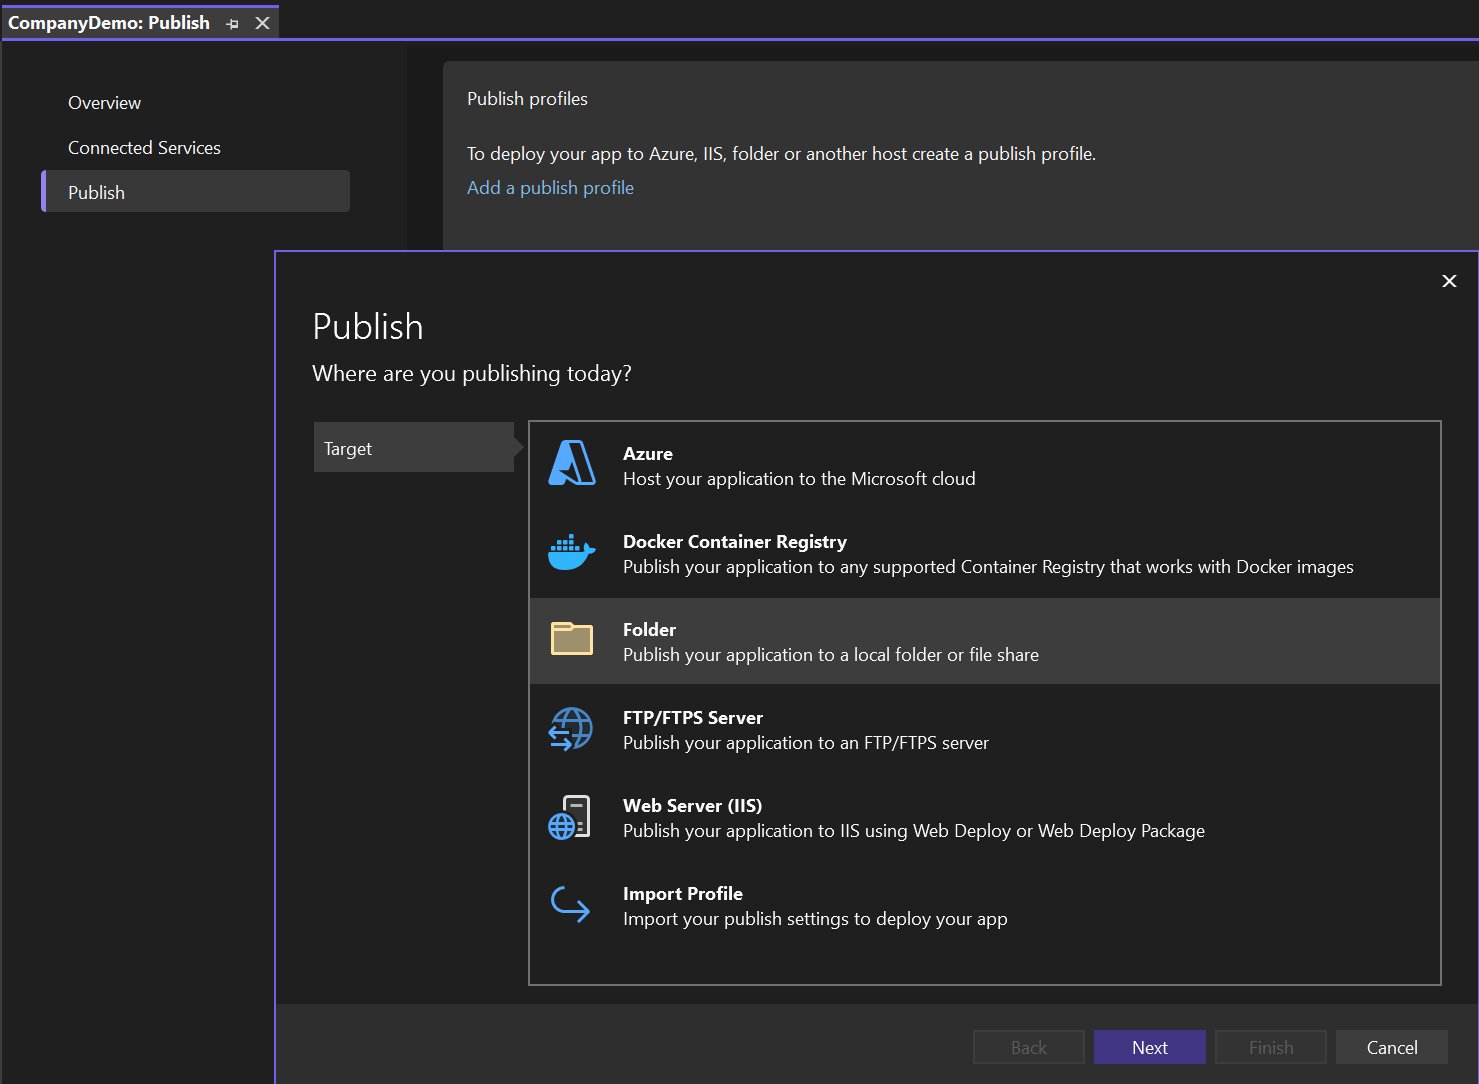 CompanyDemo: Publish
Overview
Connected Services
Publish
Publish profiles
To deploy your app to Azure, IIS, folder or another host create a publish profile.
Add a publish profile
Publish
Where are you publishing today?
Target
Azure
Host your application to the Microsoft cloud
Docker Container Registry
Publish your application to any supported Container Registry that works with Docker images
Folder
Publish your application to a local folder or file share
FTP/FTPS Server
Publish your application to an FTP/FTPS server
Web Server (IIS)
Publish your application to IIS using Web Deploy or Web Deploy Package
Import Profile
Import your publish settings to deploy your app
Back
Next
Finish
Cancel